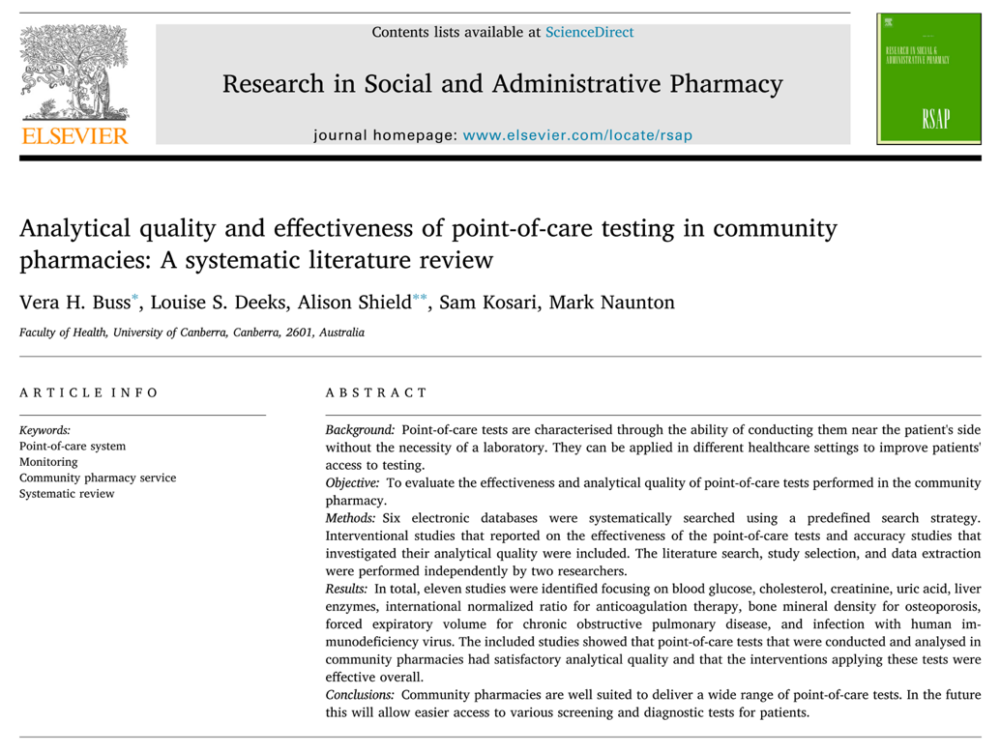 Contents lists available at ScienceDirect
Research in Social and Administrative Pharmacy
journal homepage: www.elsevier.com/locate/rsap
ELSEVIER
RESEARCH IN SOCIAL &
ADMINISTRATIVE PHARMACY
RSAP
Analytical quality and effectiveness of point-of-care testing in community
pharmacies: A systematic literature review
Vera H. Buss*, Louise S. Deeks, Alison Shield**, Sam Kosari, Mark Naunton
Faculty of Health, University of Canberra, Canberra, 2601, Australia
ARTICLE INFO
Keywords:
Point-of-care system
Monitoring
Community pharmacy service
Systematic review
ABSTRACT
Background: Point-of-care tests are characterised through the ability of conducting them near the patient's side
without the necessity of a laboratory. They can be applied in different healthcare settings to improve patients'
access to testing.
Objective: To evaluate the effectiveness and analytical quality of point-of-care tests performed in the community
pharmacy.
Methods: Six electronic databases were systematically searched using a predefined search strategy.
Interventional studies that reported on the effectiveness of the point-of-care tests and accuracy studies that
investigated their analytical quality were included. The literature search, study selection, and data extraction
were performed independently by two researchers.
Results: In total, eleven studies were identified focusing on blood glucose, cholesterol, creatinine, uric acid, liver
enzymes, international normalized ratio for anticoagulation therapy, bone mineral density for osteoporosis,
forced expiratory volume for chronic obstructive pulmonary disease, and infection with human im-
munodeficiency virus. The included studies showed that point-of-care tests that were conducted and analysed in
community pharmacies had satisfactory analytical quality and that the interventions applying these tests were
effective overall.
Conclusions: Community pharmacies are well suited to deliver a wide range of point-of-care tests. In the future
this will allow easier access to various screening and diagnostic tests for patients.